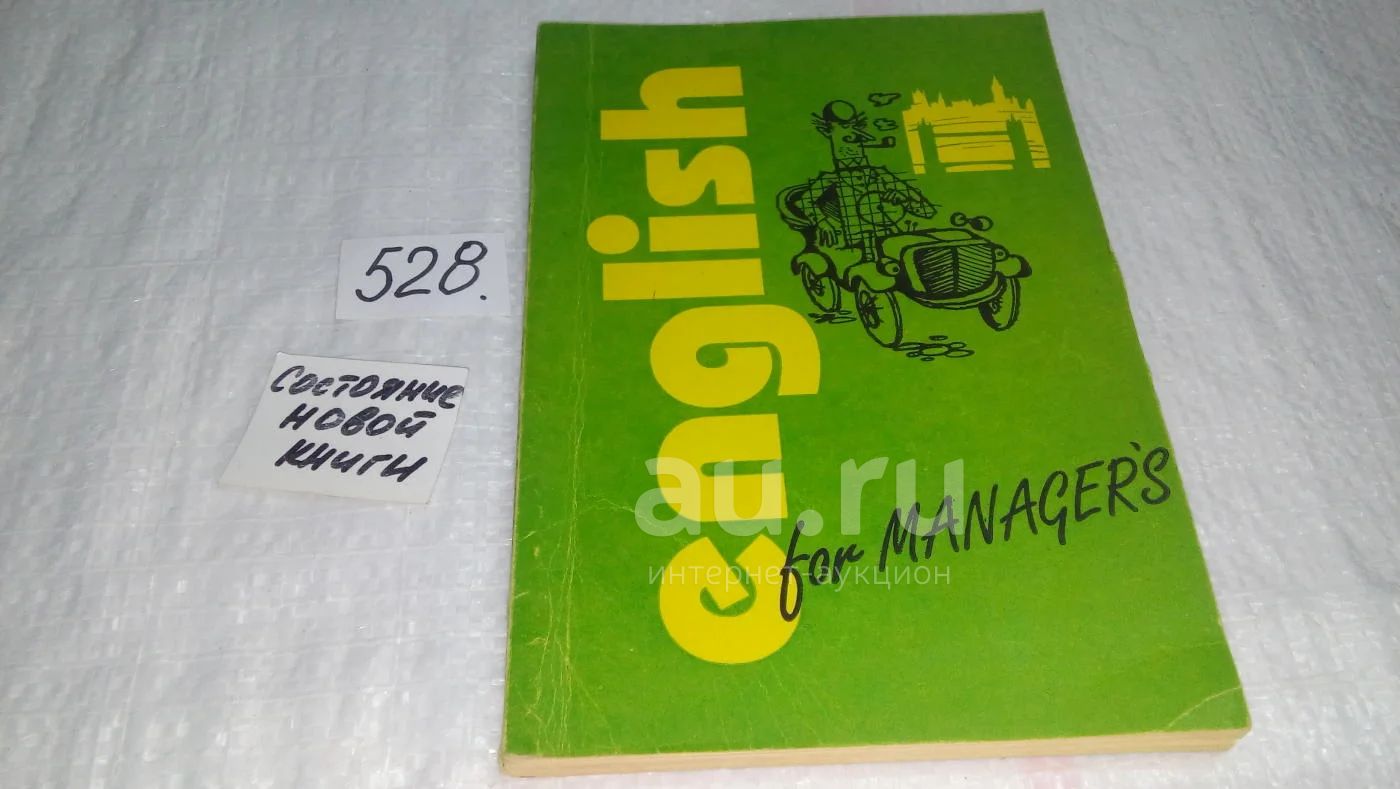 528.
Состояние
новой
книги
english
for MANAGER'S
au.ru
интернет-аукцион